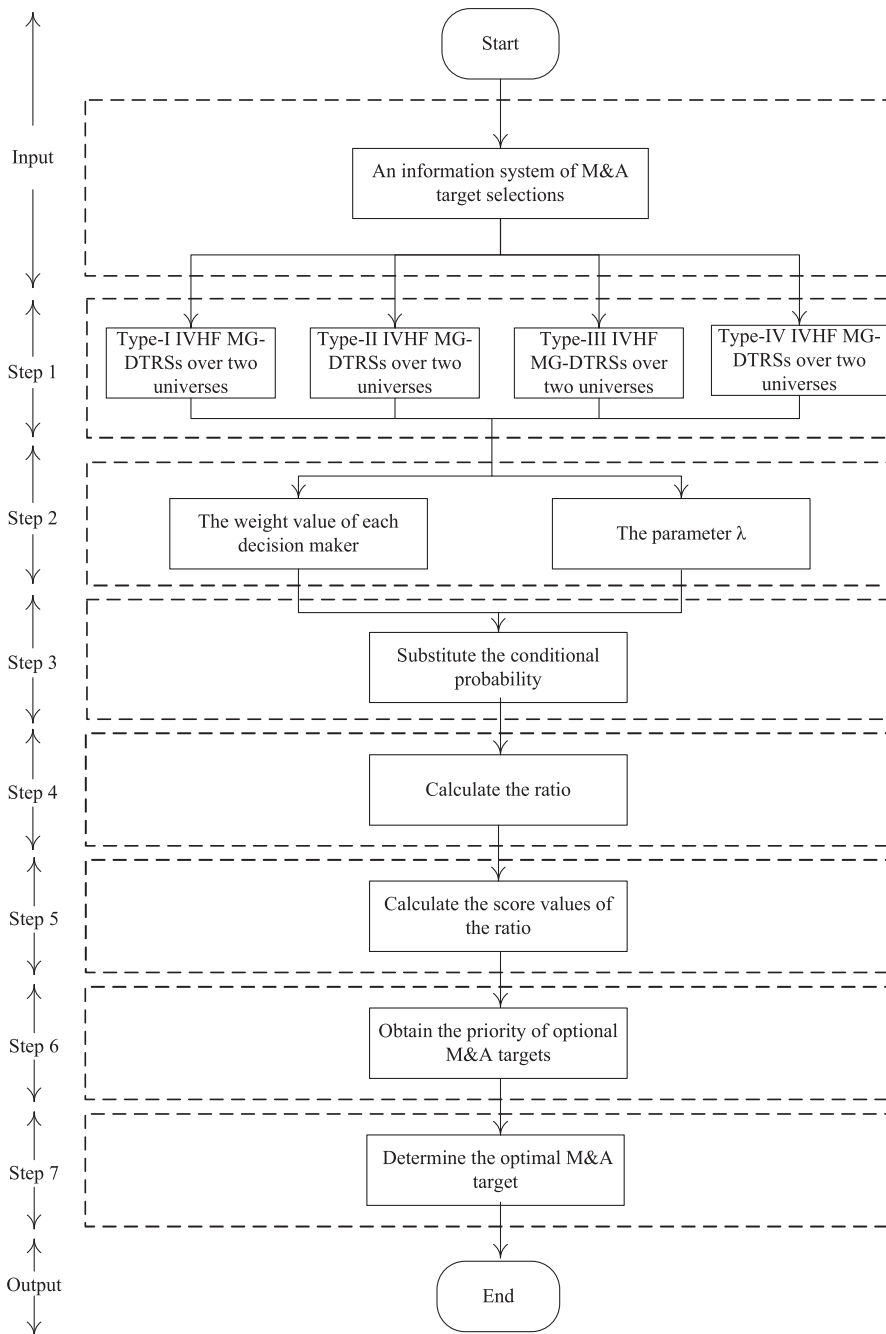 Start
Input
An information system of M&A
target selections
Step 1
Type-I IVHF MG-
DTRSs over two
universes
Type-II IVHF MG-
DTRSs over two
universes
Type-III IVHF
MG-DTRSs over
two universes
Type-IV IVHF MG-
DTRSs over two
universes
Step 2
The weight value of each
decision maker
The parameter λ
Step 3
Substitute the conditional
probability
Step 4
Calculate the ratio
Step 5
Calculate the score values of
the ratio
Step 6
Obtain the priority of optional
M&A targets
Step 7
Determine the optimal M&A
target
Output
End